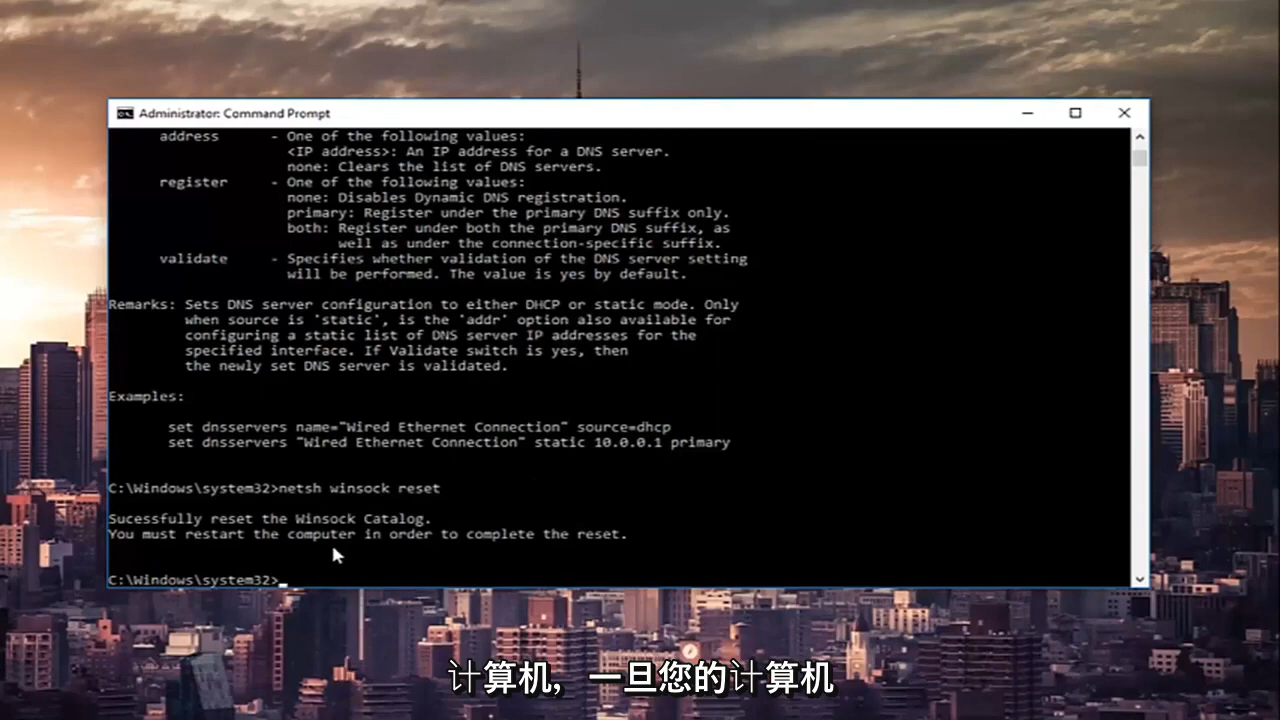 Administrator: Command Prompt
address - One of the following values:
<IP address>: An IP address for a DNS server.
none: Clears the list of DNS servers.
register - One of the following values:
none: Disables Dynamic DNS registration.
primary: Register under the primary DNS suffix only.
both: Register under both the primary DNS suffix, as
well as under the connection-specific suffix.
validate - Specifies whether validation of the DNS server setting
will be performed. The value is yes by default.
Remarks: Sets DNS server configuration to either DHCP or static mode. Only
when source is 'static', is the 'addr' option also available for
configuring a static list of DNS server IP addresses for the
specified interface. If Validate switch is yes, then
the newly set DNS server is validated.
Examples:
set dnsservers name="Wired Ethernet Connection" source=dhcp
set dnsservers "Wired Ethernet Connection" static 10.0.0.1 primary
C:\Windows\system32>netsh winsock reset
Sucessfully reset the Winsock Catalog.
You must restart the computer in order to complete the reset.
C:\Windows\system32>_
计算机，一旦您的计算机